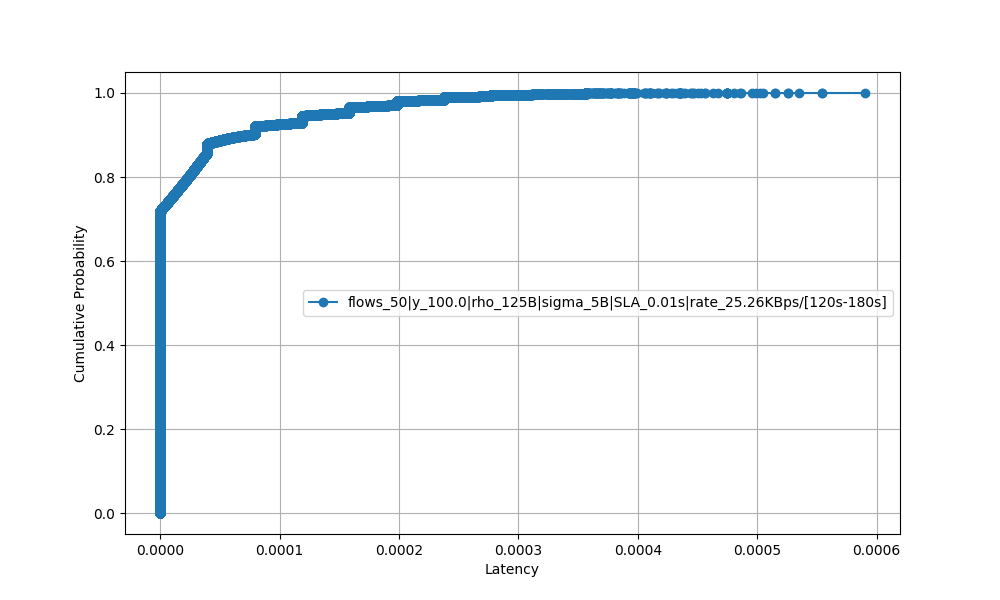 1.0
0.8
0.6
0.4
0.2
0.0
Cumulative Probability
flows_50|y_100.0|rho_125B|sigma_5B|SLA_0.01s|rate_25.26KBps/[120s-180s]
0.0000 0.0001 0.0002 0.0003 0.0004 0.0005 0.0006
Latency